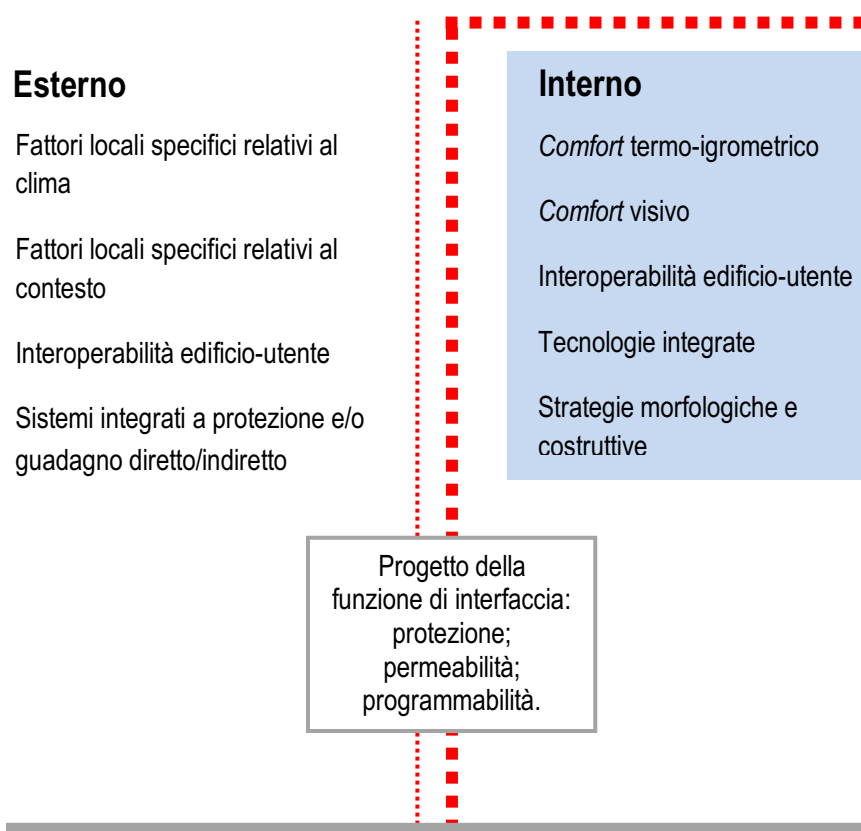 Esterno
Fattori locali specifici relativi al
clima
Fattori locali specifici relativi al
contesto
Interoperabilità edificio-utente
Sistemi integrati a protezione e/o
guadagno diretto/indiretto
Interno
Comfort termo-igrometrico
Comfort visivo
Interoperabilità edificio-utente
Tecnologie integrate
Strategie morfologiche e
costruttive
Progetto della
funzione di interfaccia:
protezione;
permeabilità;
programmabilità.